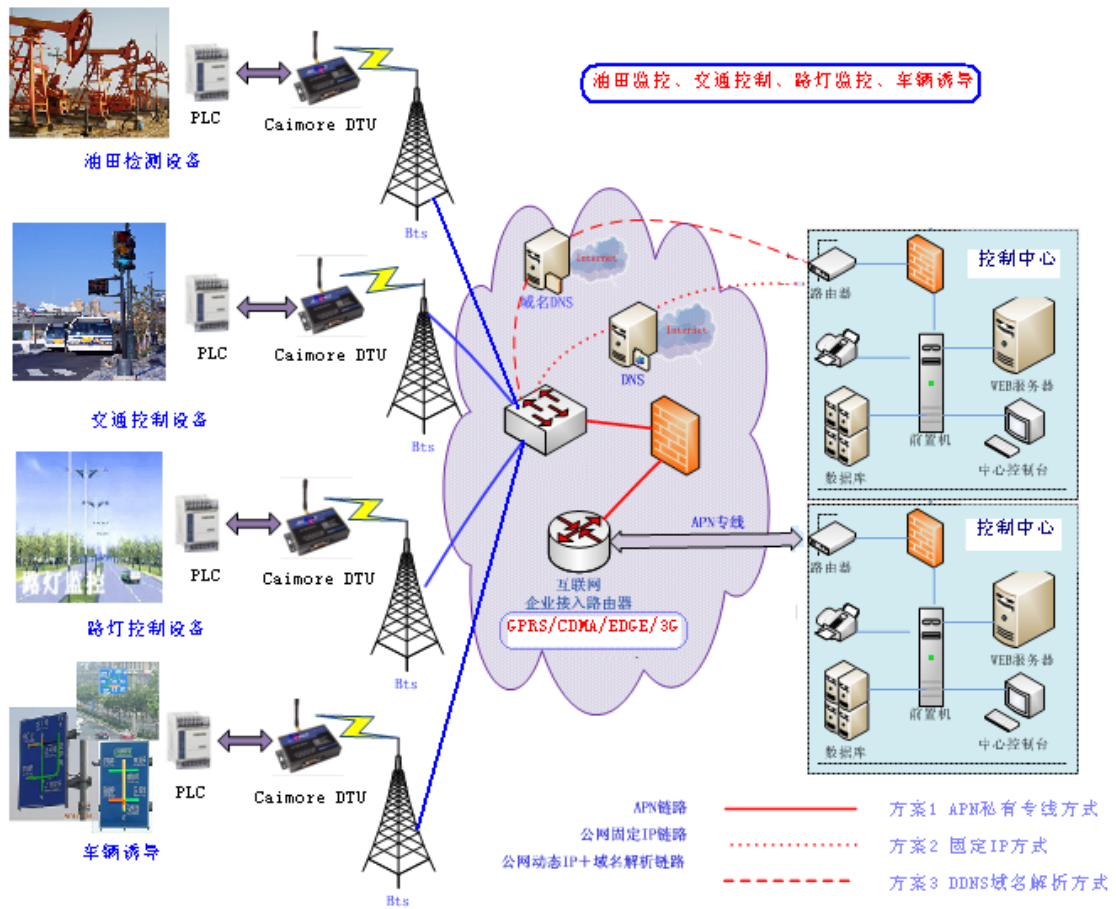 油田监控、交通控制、路灯监控、车辆诱导
PLC
Caimore DTU
油田检测设备
Bts
PLC
Caimore DTU
交通控制设备
Bts
PLC
Caimore DTU
路灯监控
路灯控制设备
Bts
PLC
Caimore DTU
车辆诱导
Bts
域名DNS
Internet
DNS
Internet
APN专线
互联网
企业接入路由器
GPRS/CDMA/EDGE/3G
控制中心
路由器
WEB服务器
前置机
数据库
中心控制台
控制中心
路由器
WEB服务器
前置机
数据库
中心控制台
APN链路
方案1 APN私有专线方式
公网固定IP链路
方案2 固定IP方式
公网动态IP+域名解析链路
方案3 DDNS域名解析方式